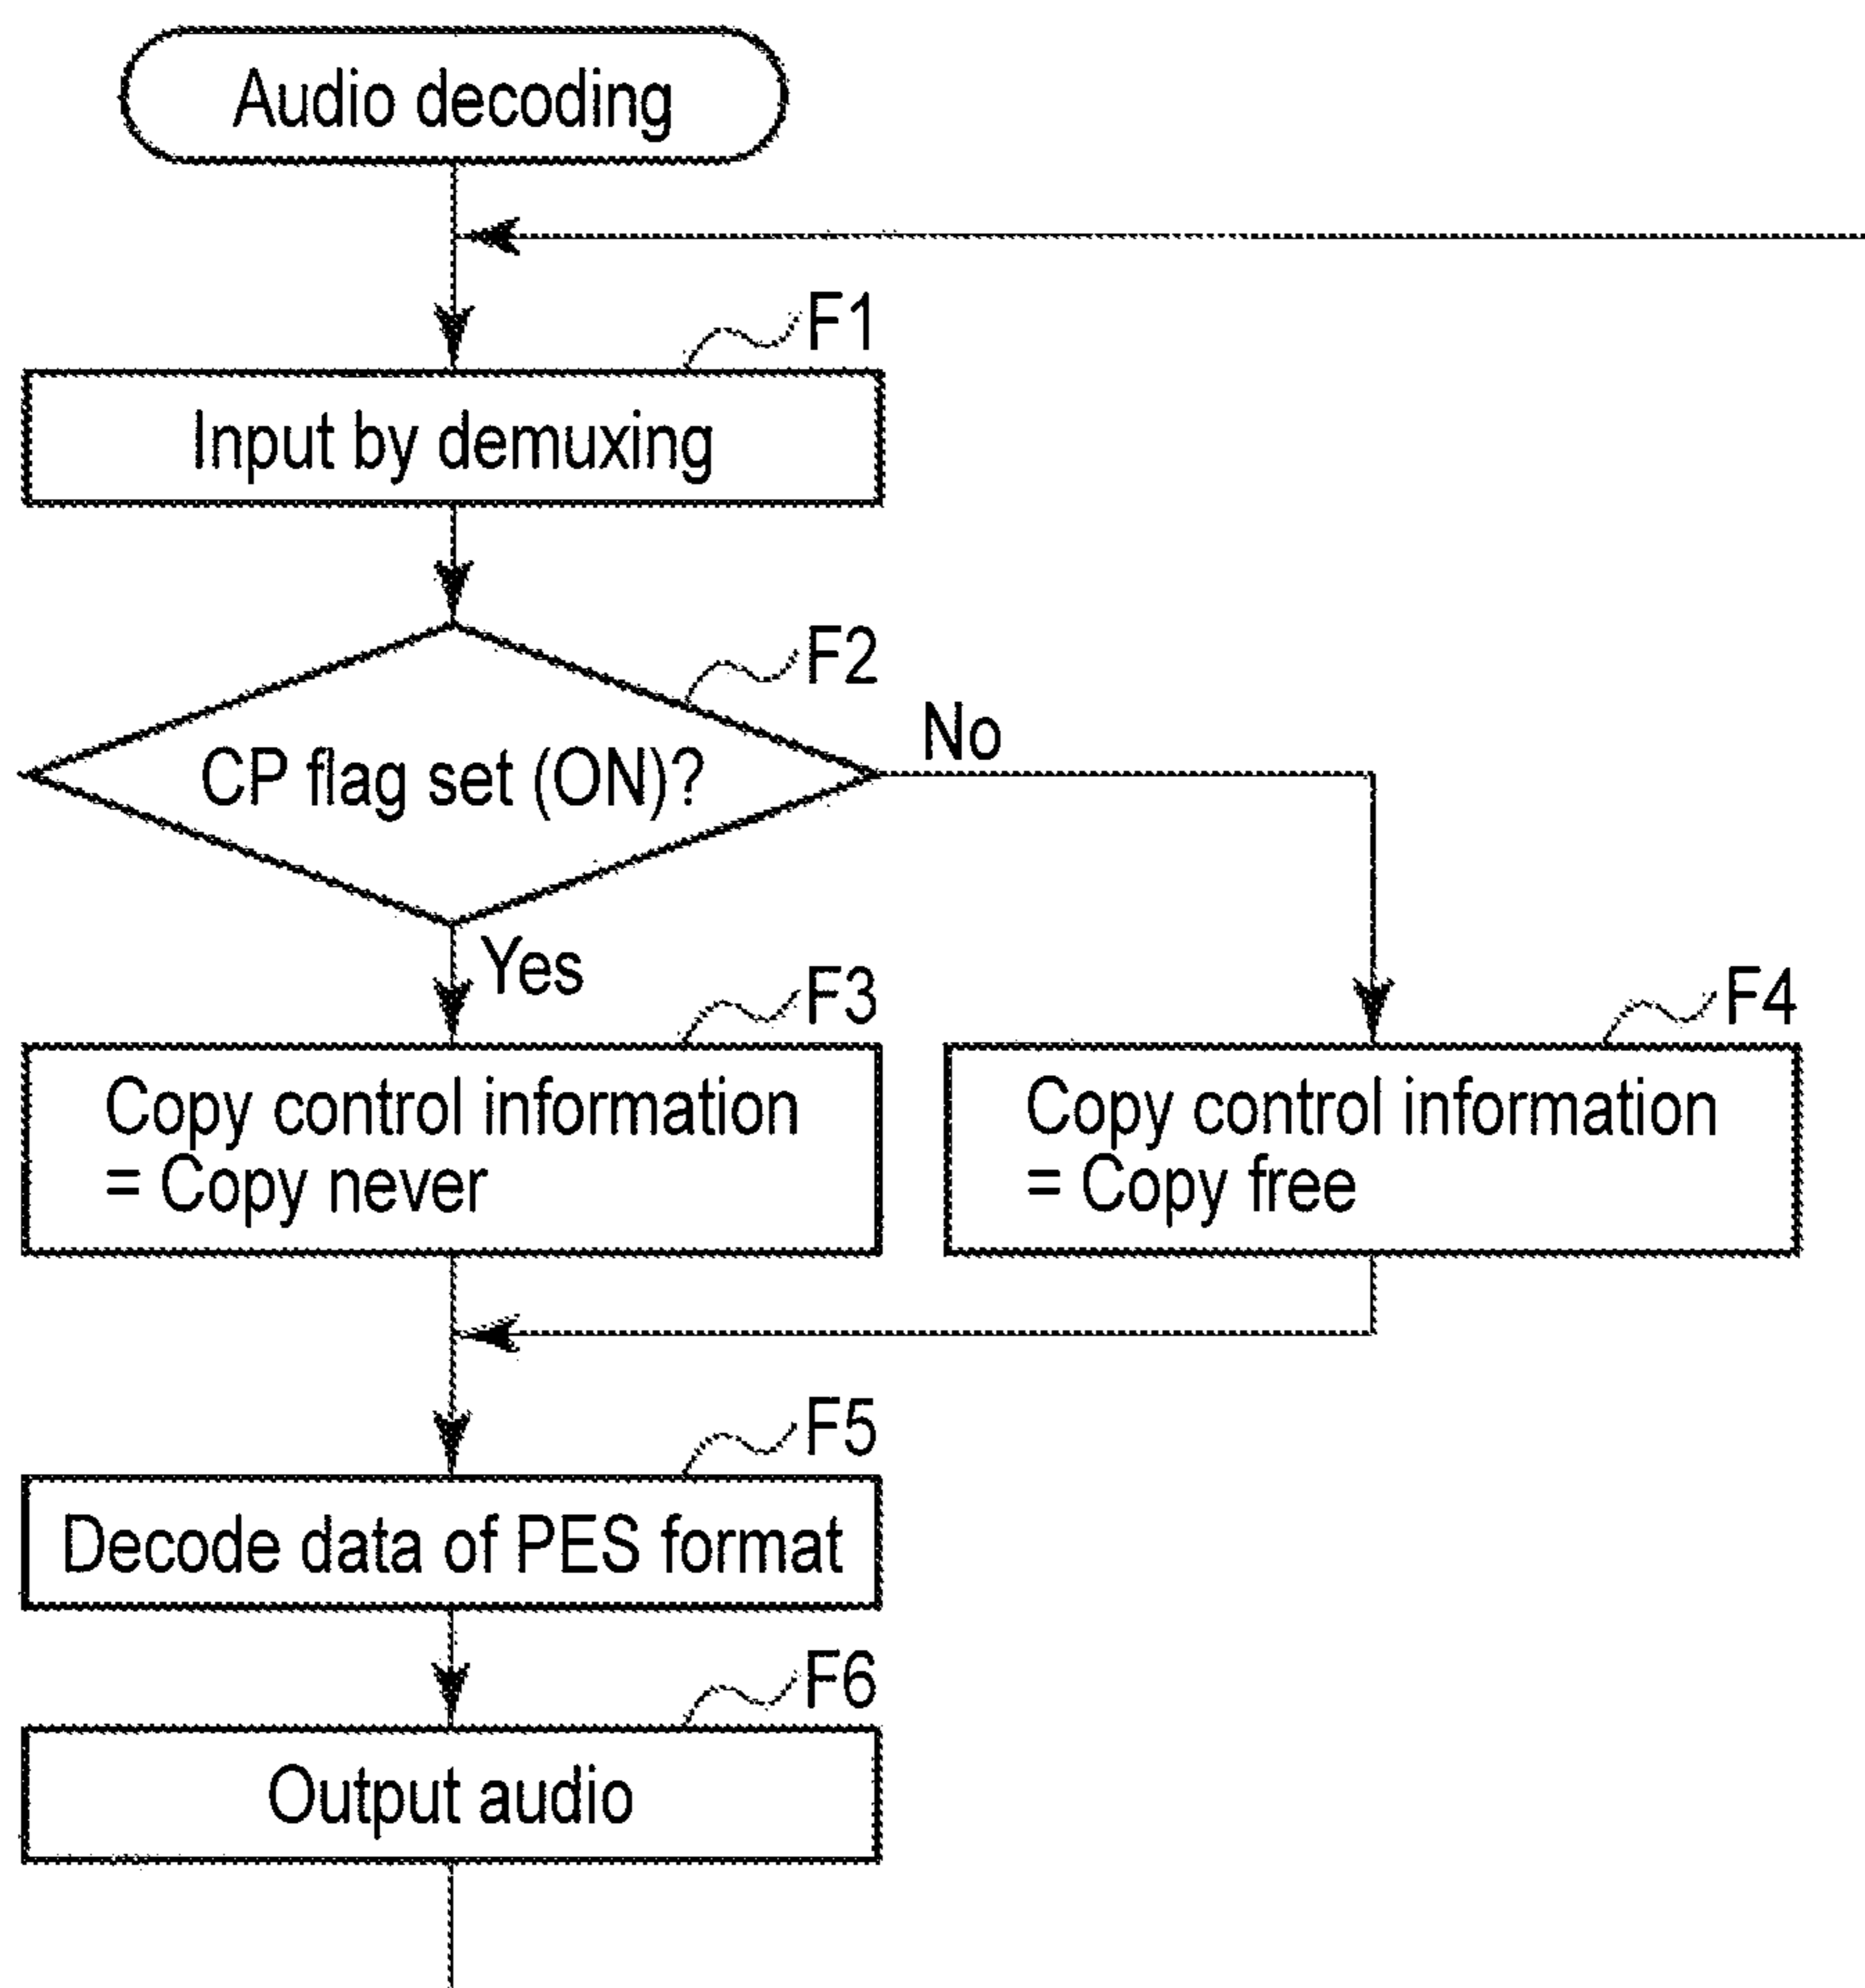 Audio decoding
F1
Input by demuxing
F2
No
CP flag set (ON)?
Yes
F3
F4
Copy control information
= Copy never
Copy control information
= Copy free
F5
Decode data of PES format
F6
Output audio